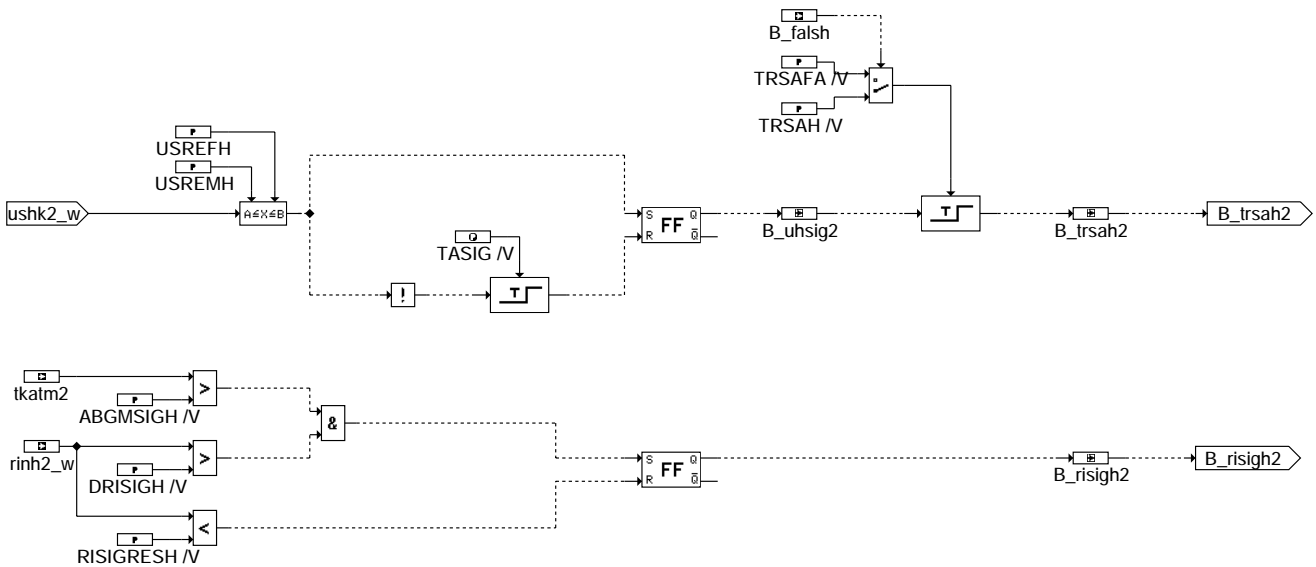 B_falsh
P
TRSAFA /V
P
TRSAH /V
P
USREFH
P
USREMH
ushk2_w
A≤X≤B
S Q
R Q̅
FF
B_uhsig2
T
B_trsah2
B_trsah2
TASIG /V
!
T
tkatm2
>
P
ABGMSIGH /V
&
rinh2_w
>
P
DRISIGH /V
S Q
R Q̅
FF
B_risigh2
B_risigh2
<
P
RISIGRESH /V